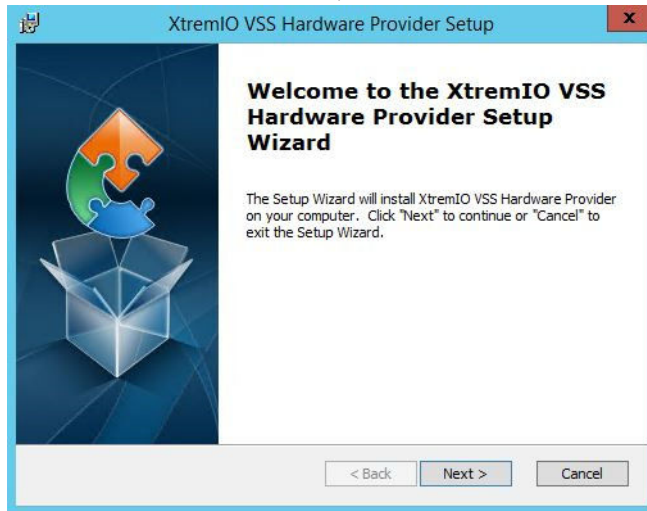 XtremIO VSS Hardware Provider Setup
x
Welcome to the XtremIO VSS
Hardware Provider Setup
Wizard
The Setup Wizard will install XtremIO VSS Hardware Provider
on your computer. Click "Next" to continue or "Cancel" to
exit the Setup Wizard.
< Back Next > Cancel